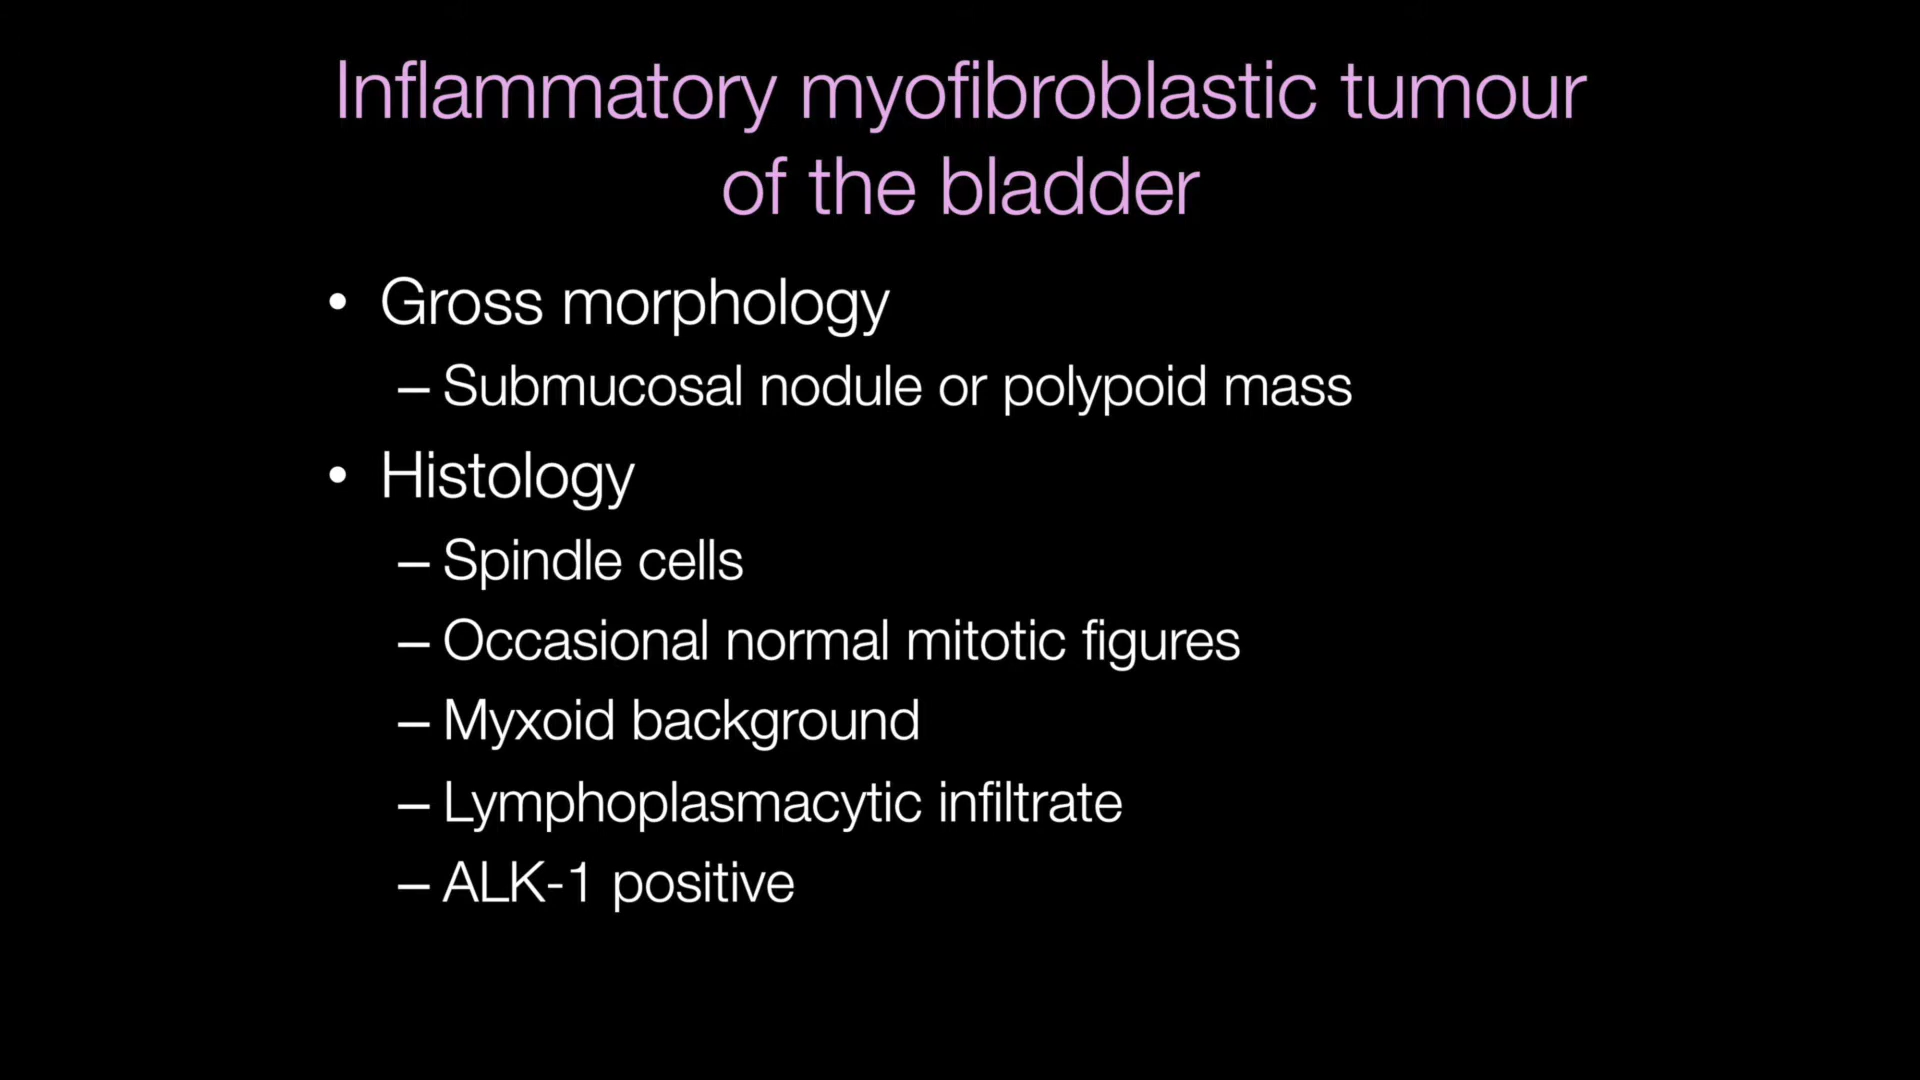 Inflammatory myofibroblastic tumour
of the bladder
• Gross morphology
– Submucosal nodule or polypoid mass
• Histology
– Spindle cells
– Occasional normal mitotic figures
– Myxoid background
– Lymphoplasmacytic infiltrate
– ALK-1 positive